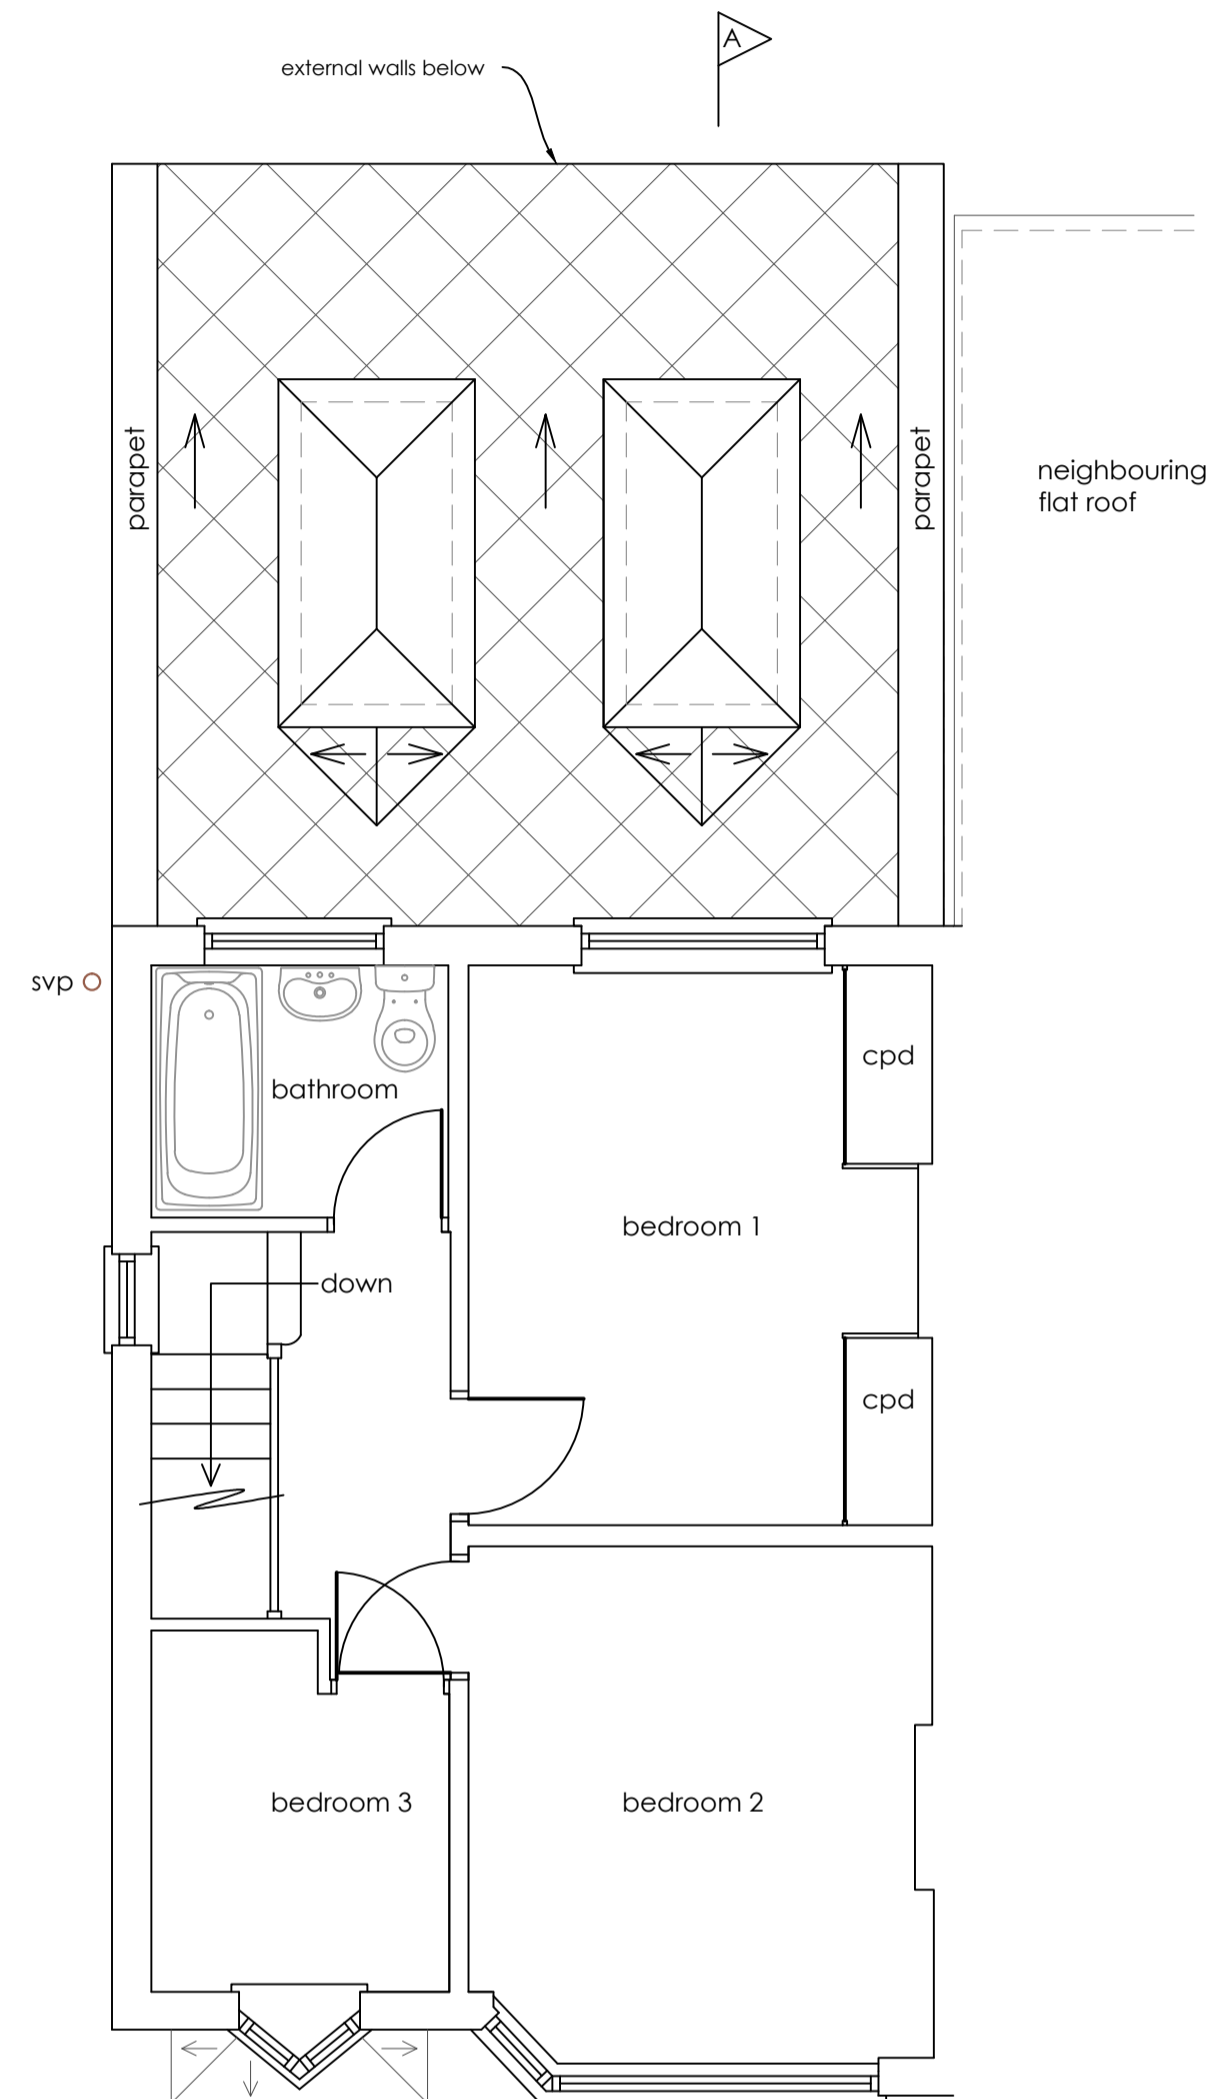 A
external walls below
parapet
parapet
neighbouring
flat roof
svp
cpd
bathroom
bedroom 1
down
cpd
bedroom 3
bedroom 2